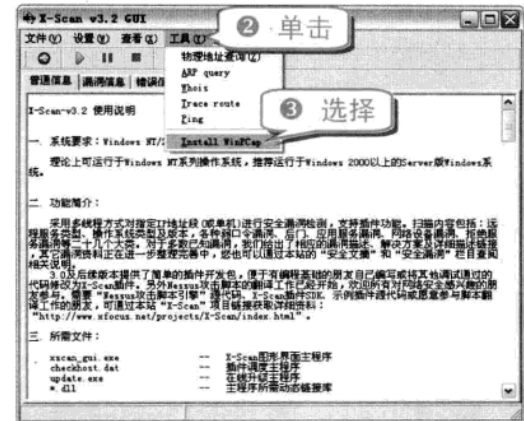 X-Scan v3.2 GUI
❷ 单击
文件(V) 设置(W) 查看(X) 工具(Y)
物理地址查询(Z)
ARP query
Whois
Trace route
Ping
Install WinPCap
❸ 选择
普通信息 漏洞信息 错误信
X-Scan-v3.2 使用说明
一. 系统要求：Windows NT/2
理论上可运行于Windows NT系列操作系统，推荐运行于Windows 2000以上的Server版Windows系
统。
二. 功能简介：
采用多线程方式对指定IP地址段(或单机)进行安全漏洞检测，支持插件功能。扫描内容包括：远
程服务类型、操作系统类型及版本，各种弱口令漏洞、后门、应用服务漏洞、网络设备漏洞、拒绝服
务漏洞等二十几个大类。对于多数已知漏洞，我们给出了相应的漏洞描述、解决方案及详细描述链接
，其它漏洞资料正在进一步整理完善中，您也可以通过本站的“安全文摘”和“安全漏洞”栏目查阅
相关说明。
3.0及后续版本提供了简单的插件开发包，便于有编程基础的朋友自己编写或将其他调试通过的
代码修改为X-Scan插件。另外Nessus攻击脚本的翻译工作已经开始，欢迎所有对网络安全感兴趣的朋
友参与。需要“Nessus攻击脚本引擎”源代码、X-Scan插件SDK、示例插件源代码或愿意参与脚本翻
译工作的朋友，可通过本站“X-Scan”项目链接获取详细资料：
“http://www.xfocus.net/projects/X-Scan/index.html”。
三. 所需文件：
xscan_gui.exe -- X-Scan图形界面主程序
checkhost.dat -- 插件调度主程序
update.exe -- 在线升级主程序
*.dll -- 主程序所需动态链接库